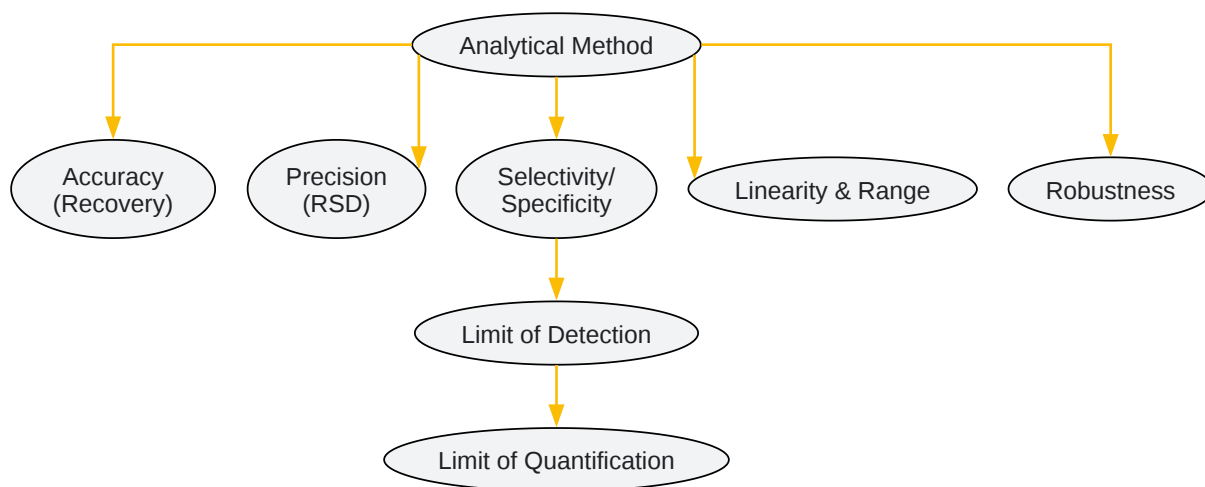 Analytical Method
Accuracy
(Recovery)
Precision
(RSD)
Selectivity/
Specificity
Linearity & Range
Robustness
Limit of Detection
Limit of Quantification